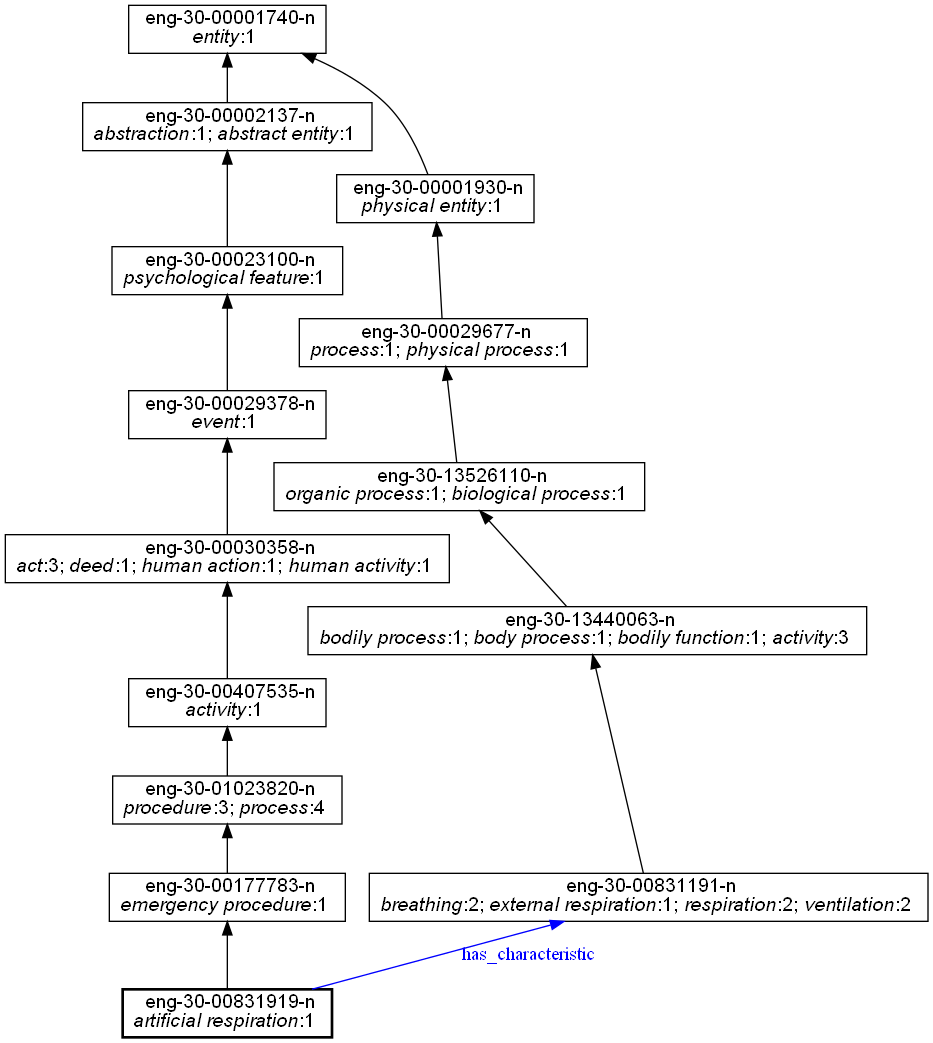 eng-30-00001740-n
entity:1
eng-30-00002137-n
abstraction:1; abstract entity:1
eng-30-00001930-n
physical entity:1
eng-30-00023100-n
psychological feature:1
eng-30-00029677-n
process:1; physical process:1
eng-30-00029378-n
event:1
eng-30-13526110-n
organic process:1; biological process:1
eng-30-00030358-n
act:3; deed:1; human action:1; human activity:1
eng-30-13440063-n
bodily process:1; body process:1; bodily function:1; activity:3
eng-30-00407535-n
activity:1
eng-30-01023820-n
procedure:3; process:4
eng-30-00177783-n
emergency procedure:1
eng-30-00831191-n
breathing:2; external respiration:1; respiration:2; ventilation:2
has_characteristic
eng-30-00831919-n
artificial respiration:1